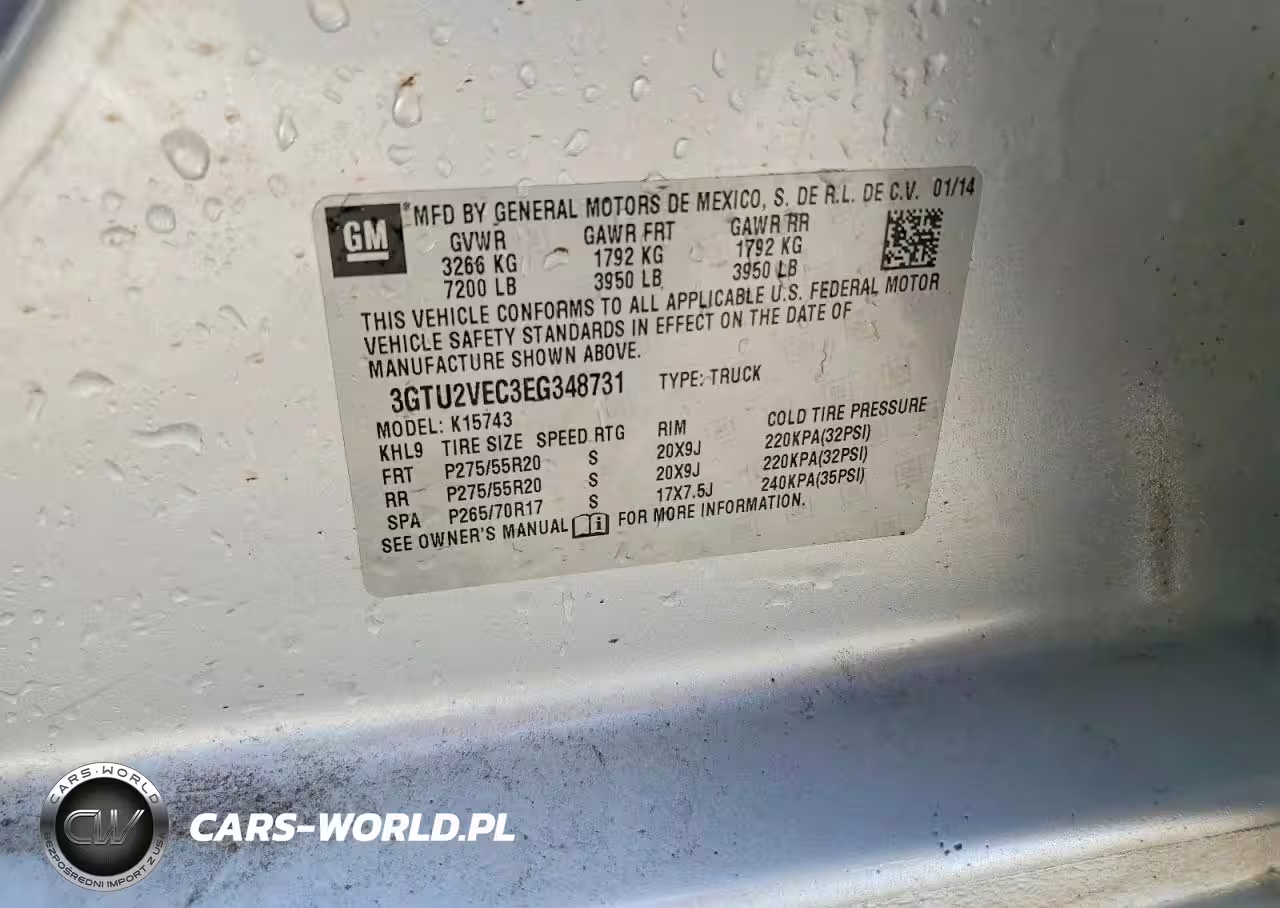 GM
®MFD BY GENERAL MOTORS DE MEXICO, S. DE R.L. DE C.V. 01/14
GVWR GAWR FRT GAWR RR
3266 KG 1792 KG 1792 KG
7200 LB 3950 LB 3950 LB
THIS VEHICLE CONFORMS TO ALL APPLICABLE U.S. FEDERAL MOTOR
VEHICLE SAFETY STANDARDS IN EFFECT ON THE DATE OF
MANUFACTURE SHOWN ABOVE.
3GTU2VEC3EG348731 TYPE: TRUCK
MODEL: K15743
KHL9 TIRE SIZE SPEED RTG RIM COLD TIRE PRESSURE
FRT P275/55R20 S 20X9J 220KPA(32PSI)
RR P275/55R20 S 20X9J 220KPA(32PSI)
SPA P265/70R17 S 17X7.5J 240KPA(35PSI)
SEE OWNER'S MANUAL FOR MORE INFORMATION.
CARS-WORLD
CW
BEZPOŚREDNI IMPORT Z USA
CARS-WORLD.PL